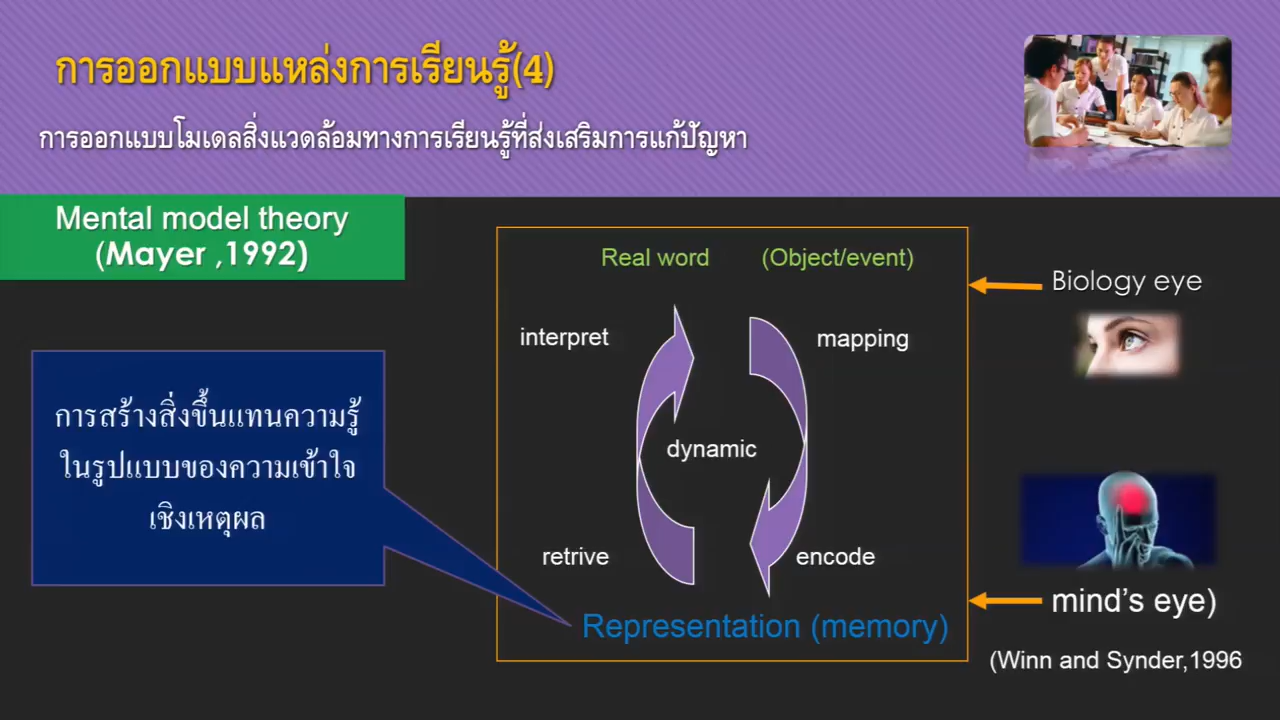 การออกแบบแหล่งการเรียนรู้(4)
การออกแบบโมเดลสิ่งแวดล้อมทางการเรียนรู้ที่ส่งเสริมการแก้ปัญหา
Mental model theory
(Mayer ,1992)
Real word (Object/event)
Biology eye
interpret mapping
การสร้างสิ่งขึ้นแทนความรู้
ในรูปแบบของความเข้าใจ
เชิงเหตุผล
dynamic
retrive encode
Representation (memory)
mind’s eye)
(Winn and Synder,1996